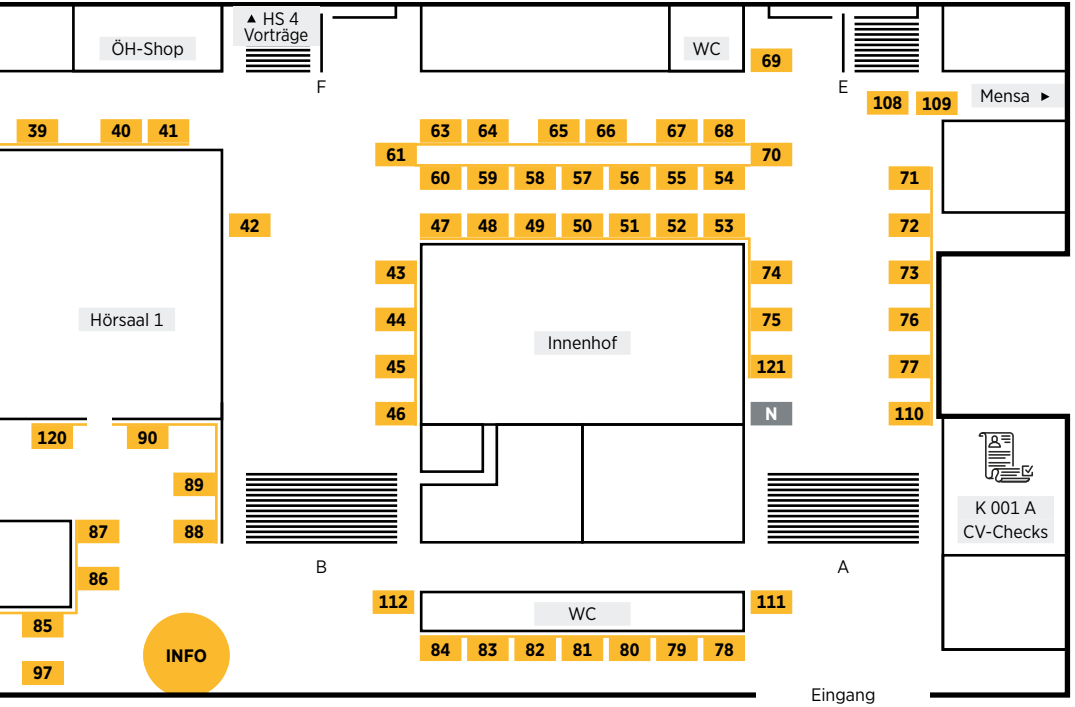 ▲ HS 4
Vorträge
ÖH-Shop
WC
69
F
E
108 109
Mensa ►
39 40 41
63 64 65 66 67 68
61
70
60 59 58 57 56 55 54
71
42
47 48 49 50 51 52 53
72
43
74
73
Hörsaal 1
44
Innenhof
75
76
45
121
77
46
N
110
120 90
89
K 001 A
CV-Checks
87
88
B
A
86
112
WC
111
85
INFO
84 83 82 81 80 79 78
97
Eingang